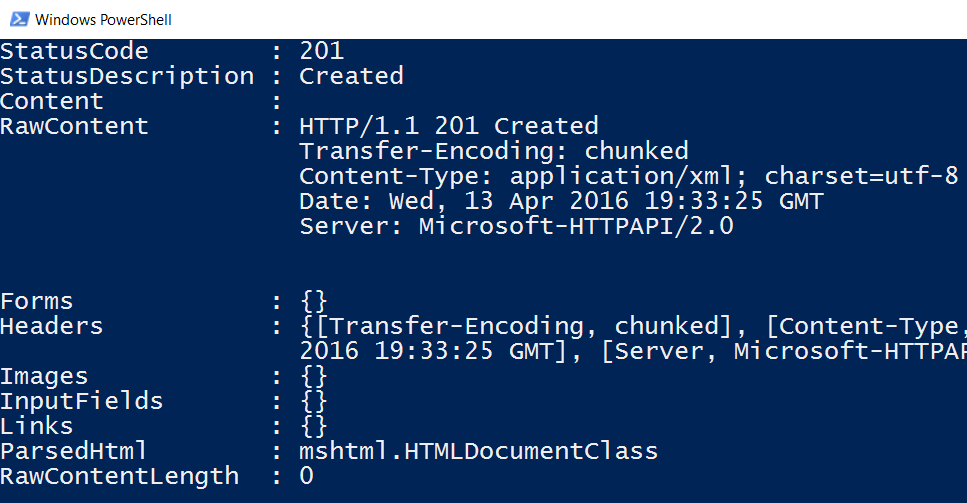 Windows PowerShell
StatusCode : 201
StatusDescription : Created
Content :
RawContent : HTTP/1.1 201 Created
Transfer-Encoding: chunked
Content-Type: application/xml; charset=utf-8
Date: Wed, 13 Apr 2016 19:33:25 GMT
Server: Microsoft-HTTPAPI/2.0
Forms : {}
Headers : {[Transfer-Encoding, chunked], [Content-Type,
2016 19:33:25 GMT], [Server, Microsoft-HTTPAP
Images : {}
InputFields : {}
Links : {}
ParsedHtml : mshtml.HTMLDocumentClass
RawContentLength : 0